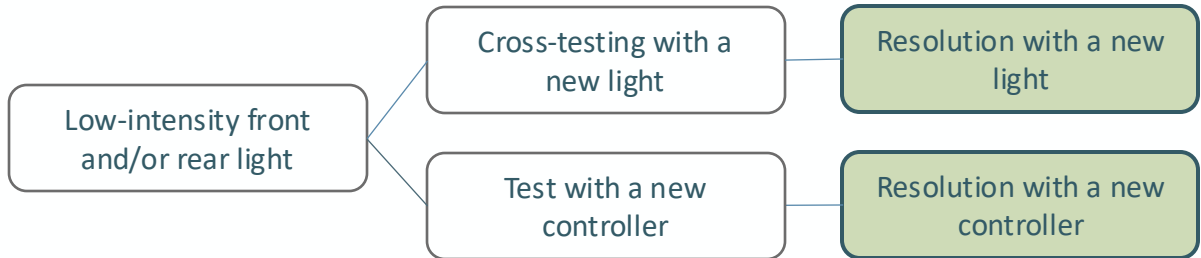 Low-intensity front
and/or rear light
Cross-testing with a
new light
Resolution with a new
light
Test with a new
controller
Resolution with a new
controller